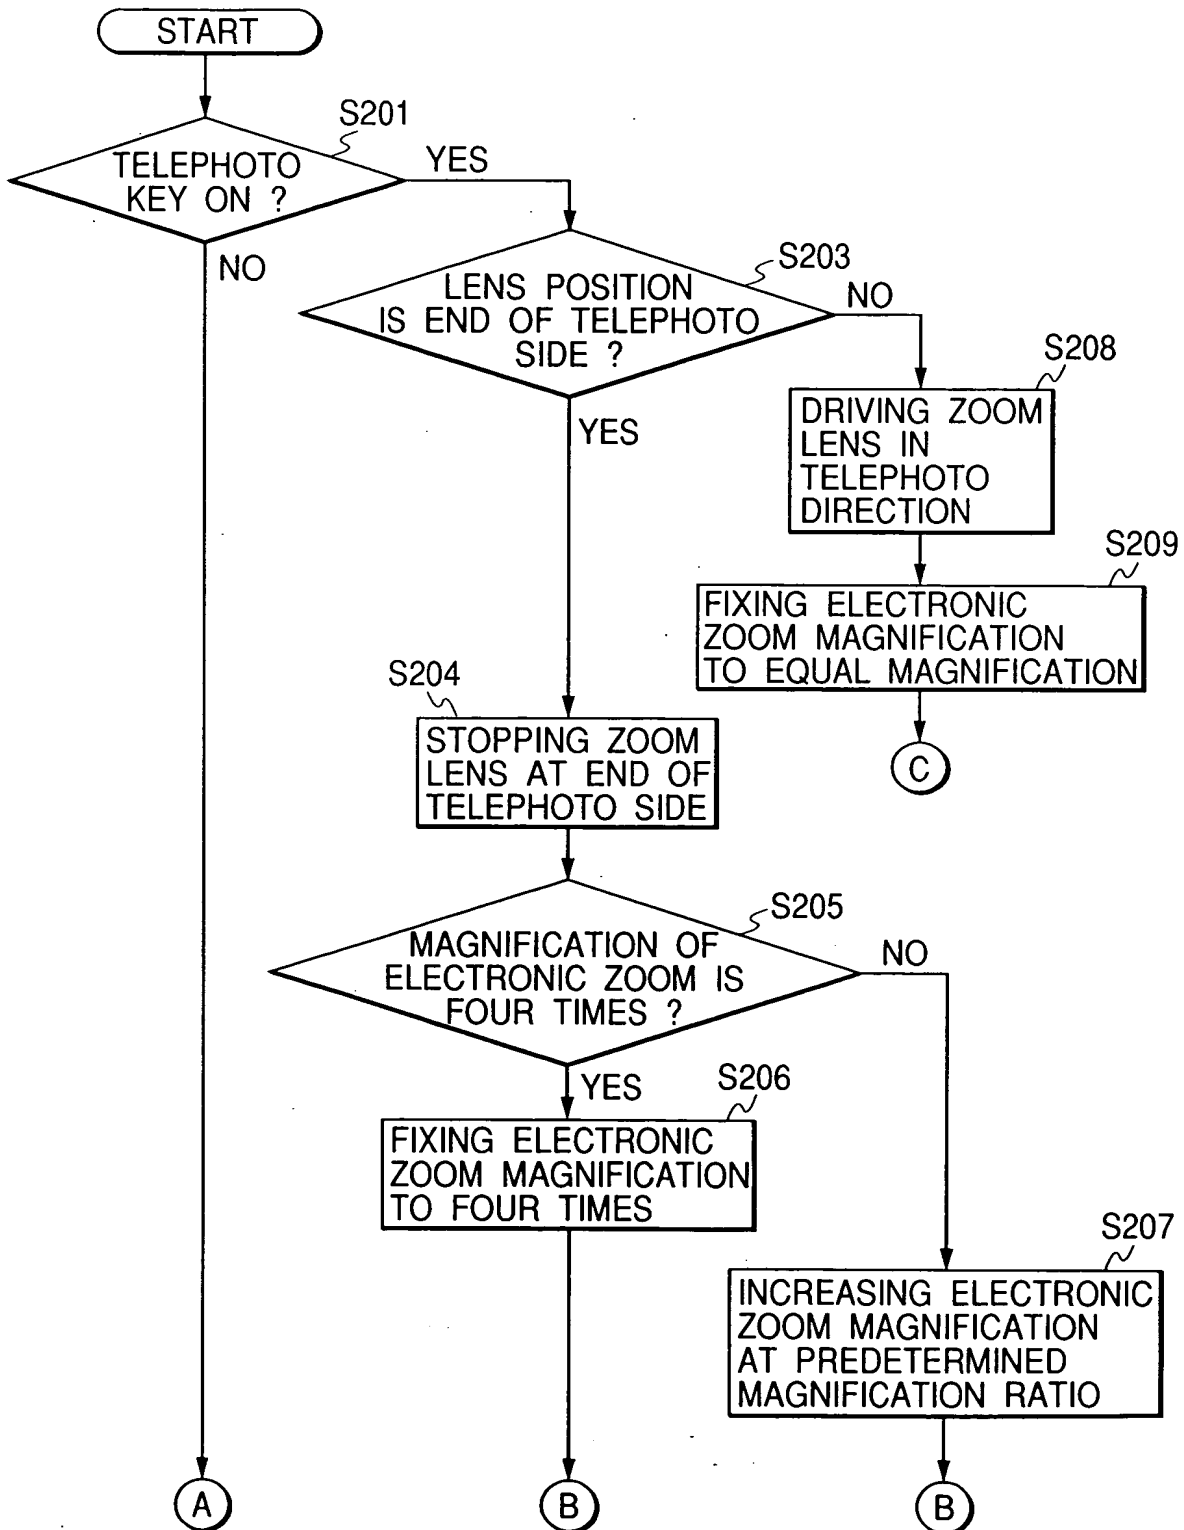 START
S201
TELEPHOTO
KEY ON ?
YES
NO
S203
LENS POSITION
IS END OF TELEPHOTO
SIDE ?
NO
YES
S208
DRIVING ZOOM
LENS IN
TELEPHOTO
DIRECTION
S209
FIXING ELECTRONIC
ZOOM MAGNIFICATION
TO EQUAL MAGNIFICATION
C
S204
STOPPING ZOOM
LENS AT END OF
TELEPHOTO SIDE
S205
MAGNIFICATION OF
ELECTRONIC ZOOM IS
FOUR TIMES ?
NO
YES
S206
FIXING ELECTRONIC
ZOOM MAGNIFICATION
TO FOUR TIMES
S207
INCREASING ELECTRONIC
ZOOM MAGNIFICATION
AT PREDETERMINED
MAGNIFICATION RATIO
A
B
B